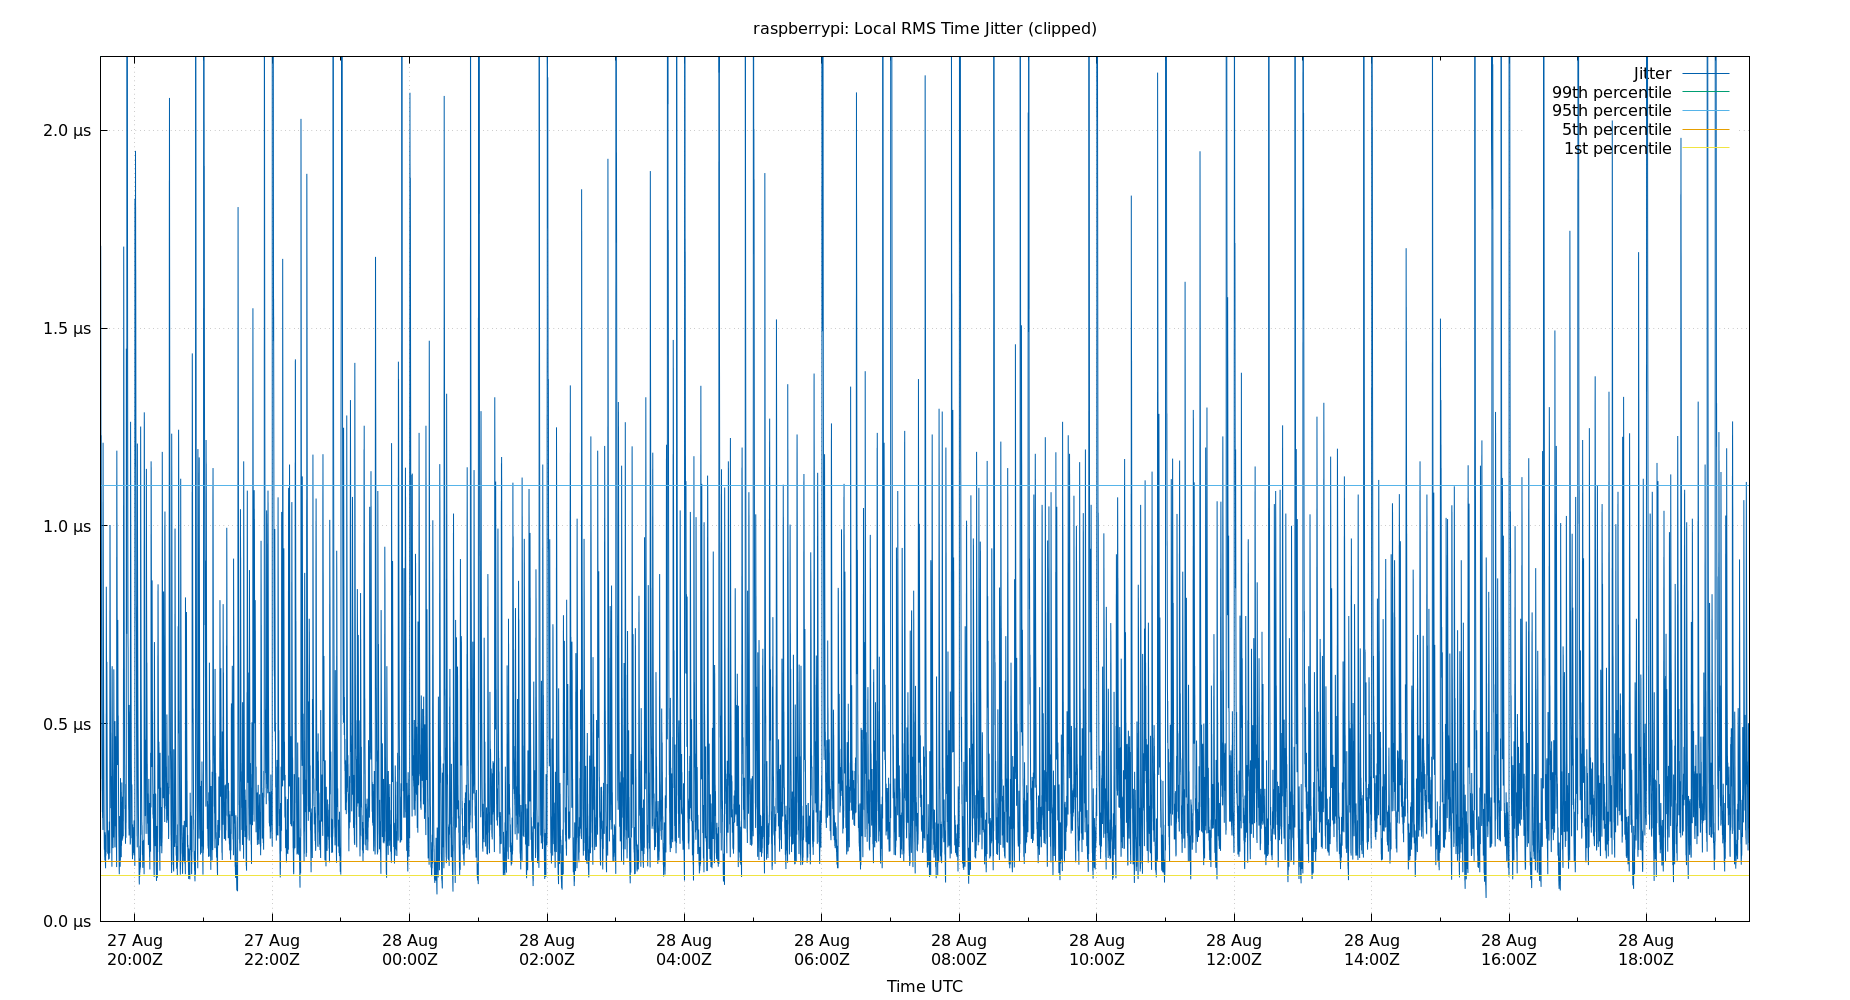 raspberrypi: Local RMS Time Jitter (clipped)
Jitter
99th percentile
95th percentile
5th percentile
1st percentile
2.0 µs
1.5 µs
1.0 µs
0.5 µs
0.0 µs
27 Aug 27 Aug 28 Aug 28 Aug 28 Aug 28 Aug 28 Aug 28 Aug 28 Aug 28 Aug 28 Aug 28 Aug
20:00Z 22:00Z 00:00Z 02:00Z 04:00Z 06:00Z 08:00Z 10:00Z 12:00Z 14:00Z 16:00Z 18:00Z
Time UTC